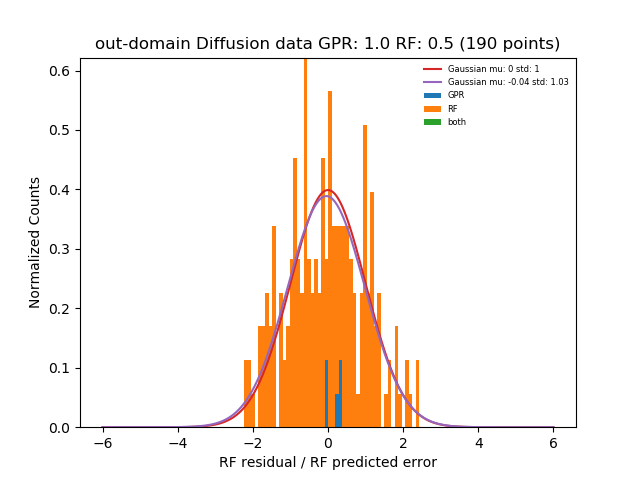 out-domain Diffusion data GPR: 1.0 RF: 0.5 (190 points)
Gaussian mu: 0 std: 1
Gaussian mu: -0.04 std: 1.03
GPR
RF
both
Normalized Counts
0.6
0.5
0.4
0.3
0.2
0.1
0.0
−6 −4 −2 0 2 4 6
RF residual / RF predicted error